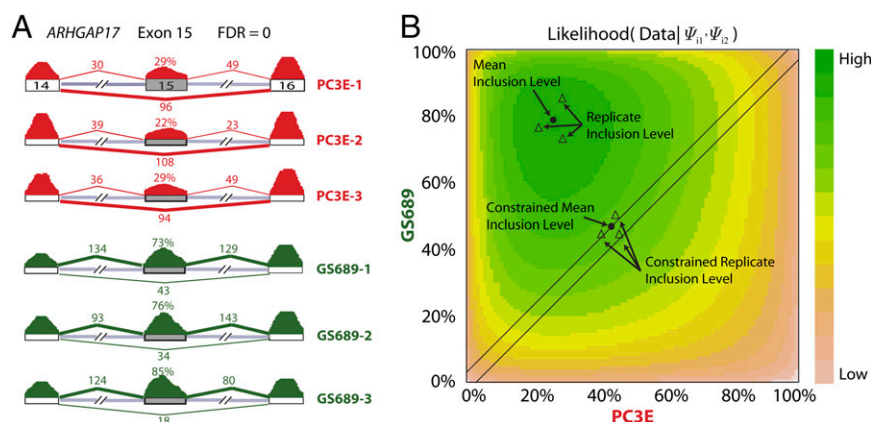 A
ARHGAP17 Exon 15 FDR = 0
30 29% 49
14 15 16 PC3E-1
96
39 22% 23
PC3E-2
108
36 29% 49
PC3E-3
94
134 73% 129
GS689-1
43
93 76% 143
GS689-2
34
124 85% 80
GS689-3
18
B
Likelihood( Data| Ψi1, Ψi2 )
100%
80%
60%
40%
20%
0%
GS689
Mean
Inclusion Level
Replicate
Inclusion Level
Constrained Mean
Inclusion Level
Constrained Replicate
Inclusion Level
0% 20% 40% 60% 80% 100%
PC3E
High
Low